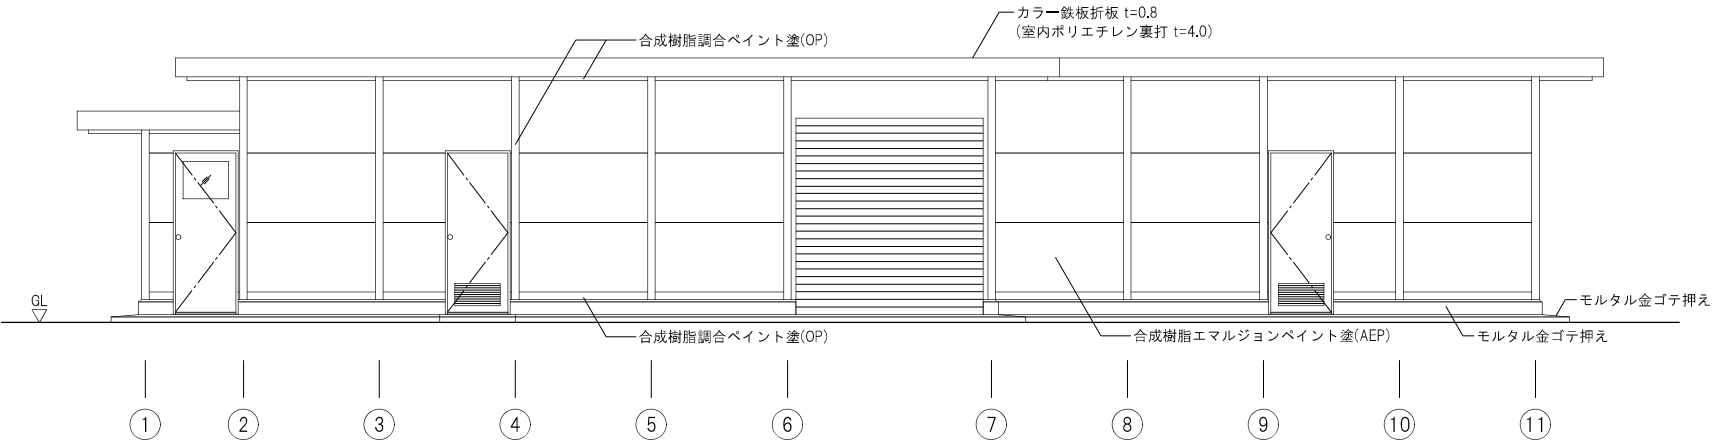 カラー鉄板折板 t=0.8
(室内ポリエチレン裏打 t=4.0)
合成樹脂調合ペイント塗(OP)
GL
モルタル金ゴテ押え
合成樹脂調合ペイント塗(OP)
合成樹脂エマルジョンペイント塗(AEP)
モルタル金ゴテ押え
1 2 3 4 5 6 7 8 9 10 11